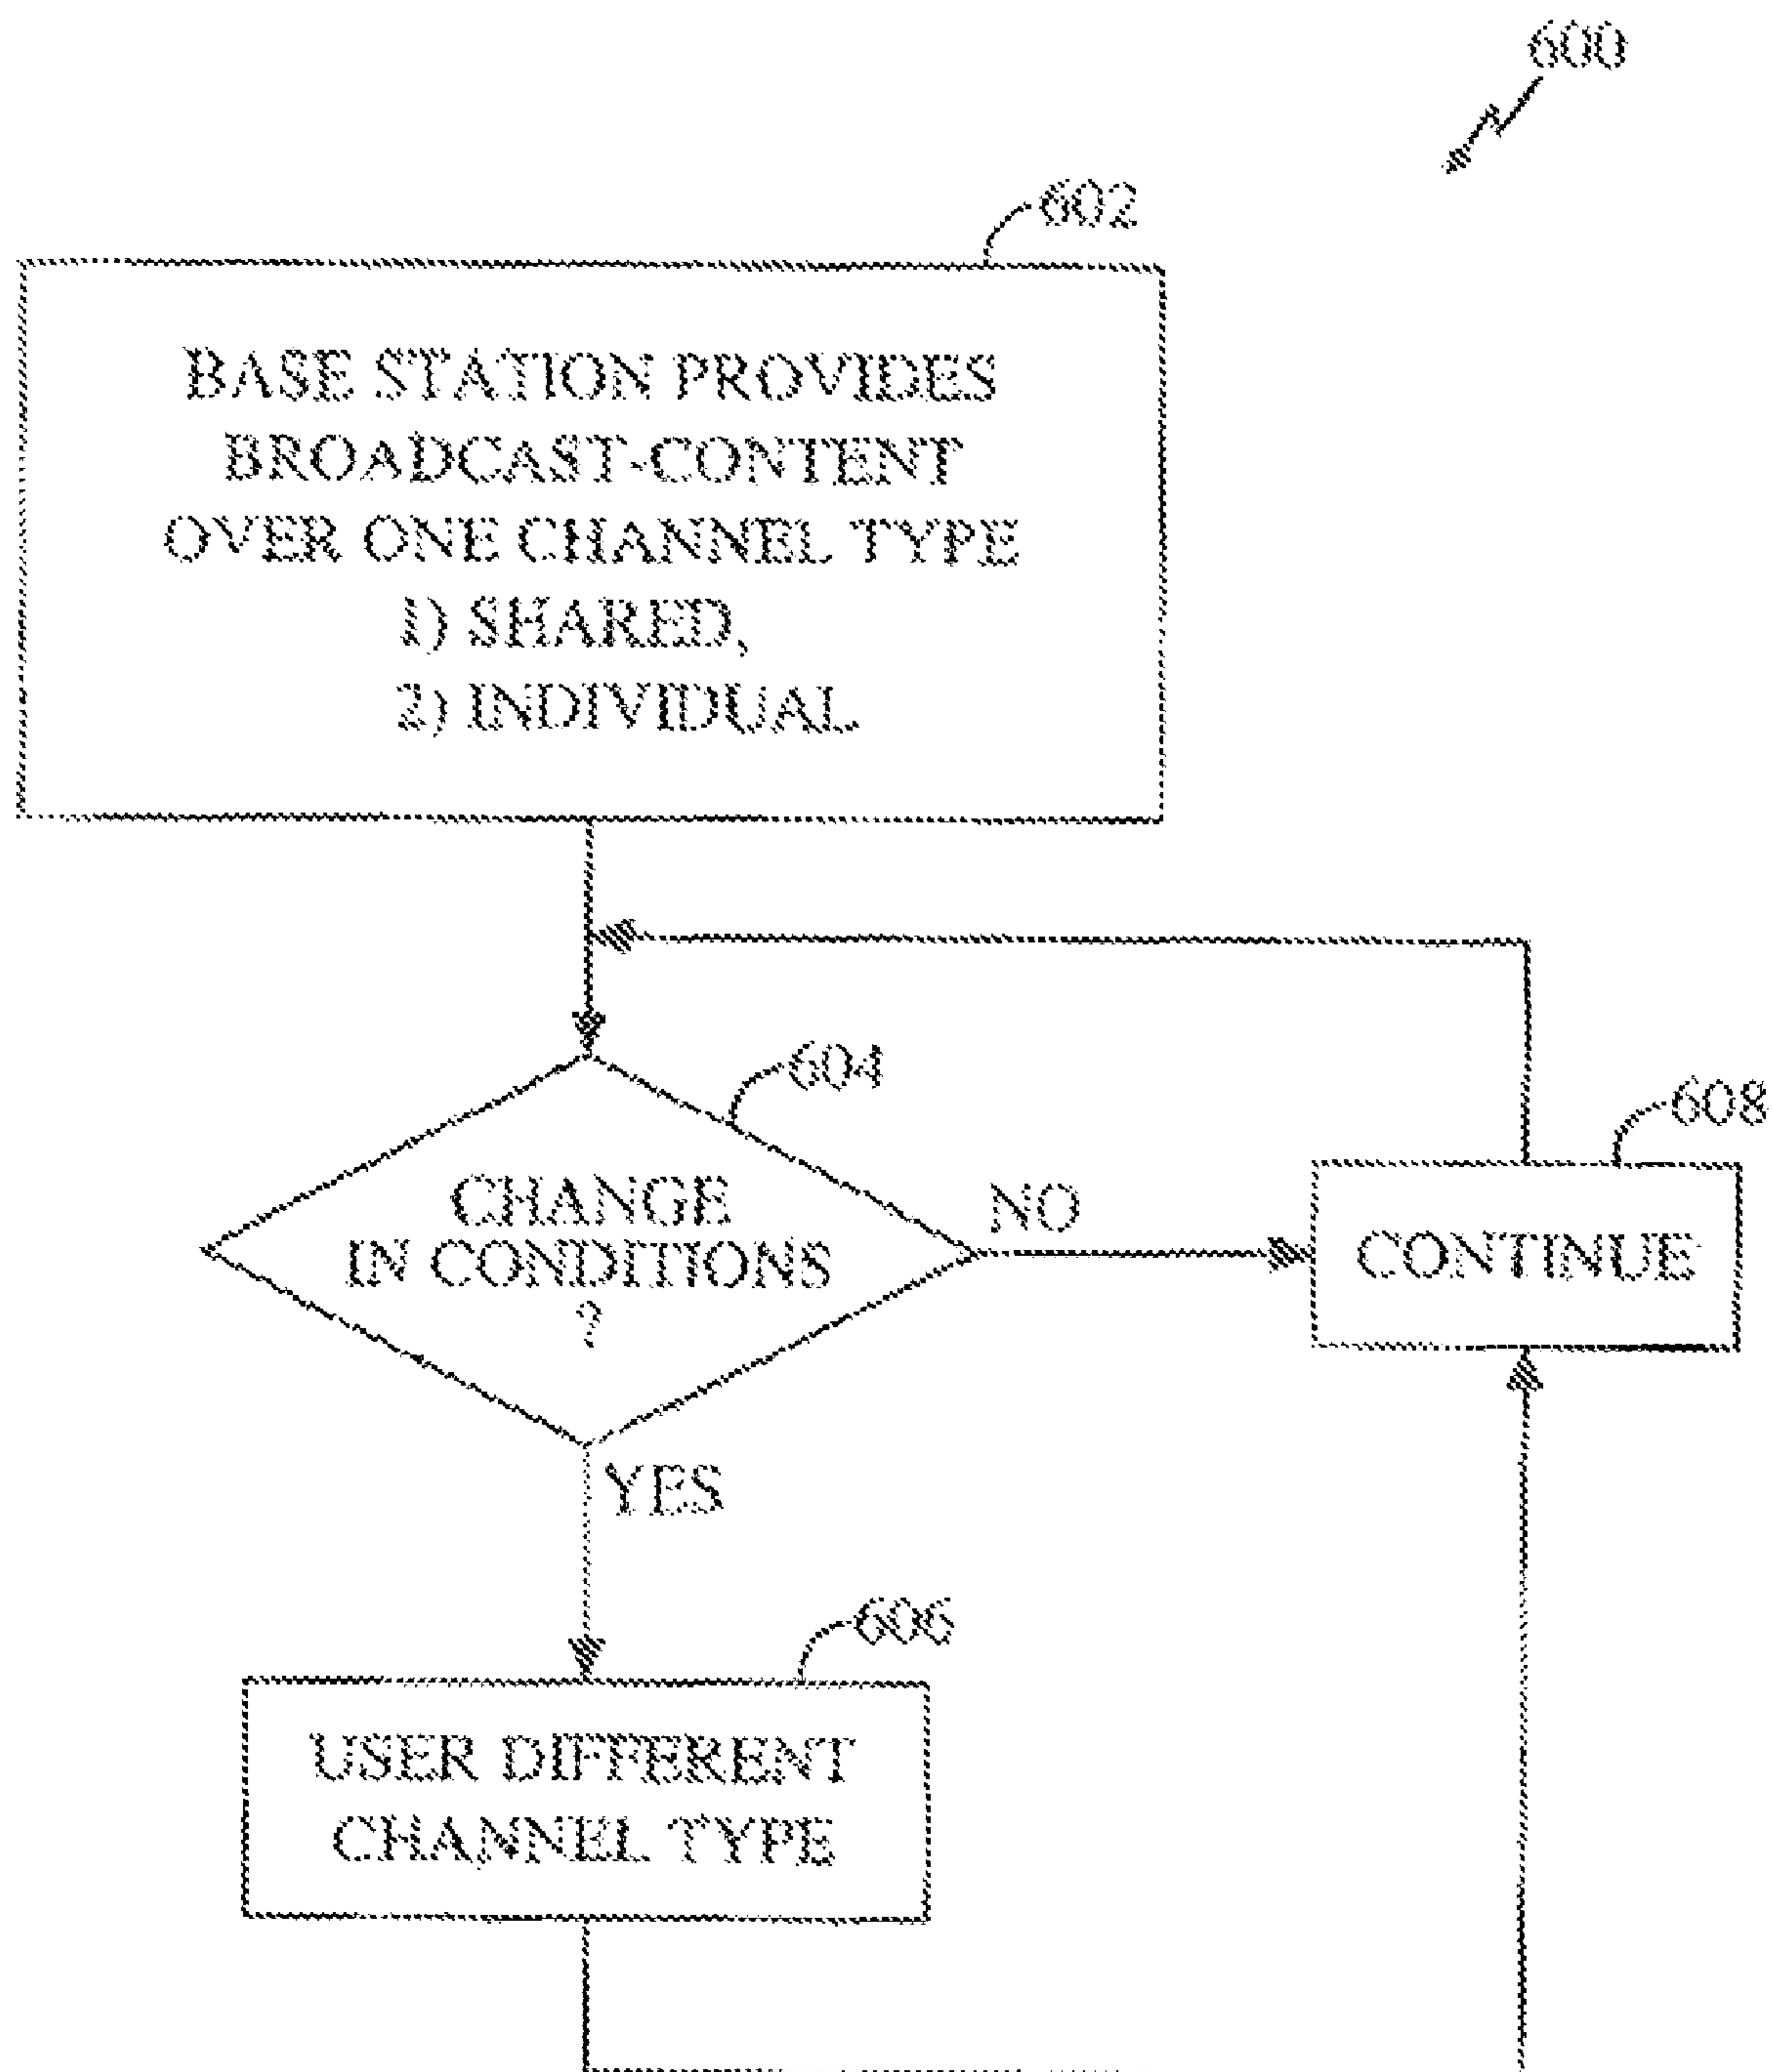 600
602
BASE STATION PROVIDES
BROADCAST-CONTENT
OVER ONE CHANNEL TYPE
1) SHARED,
2) INDIVIDUAL
604
CHANGE
IN CONDITIONS
?
NO
608
CONTINUE
YES
606
USER DIFFERENT
CHANNEL TYPE